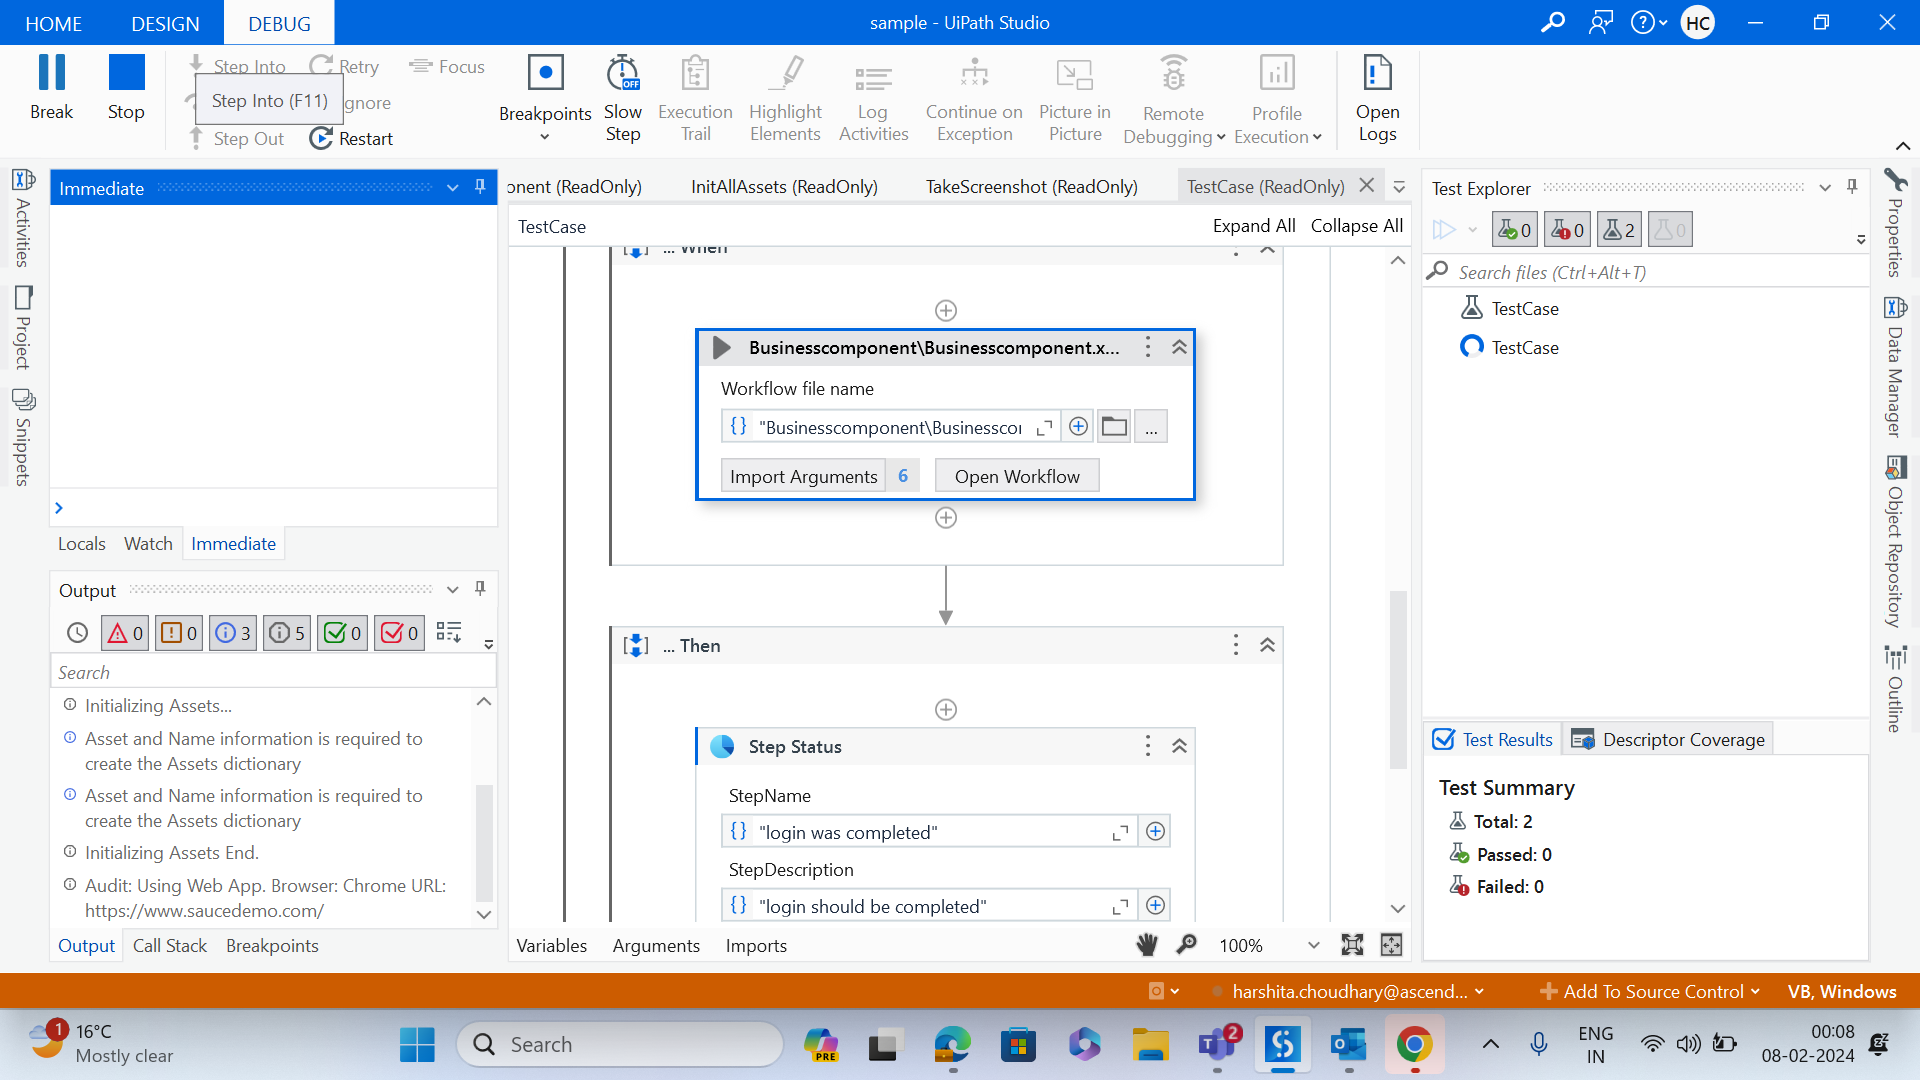 HOME
DESIGN
DEBUG
sample - UiPath Studio
HC
Break
Stop
Step Into
Step Into (F11)
Step Out
Retry
gnore
Restart
Focus
Breakpoints
Slow
Step
OFF
Execution
Trail
Highlight
Elements
Log
Activities
Continue on
Exception
Picture in
Picture
Remote
Debugging
Profile
Execution
Open
Logs
Activities
Project
Snippets
Immediate
Locals
Watch
Immediate
Output
0
0
3
5
0
0
Search
Initializing Assets...
Asset and Name information is required to
create the Assets dictionary
Asset and Name information is required to
create the Assets dictionary
Initializing Assets End.
Audit: Using Web App. Browser: Chrome URL:
https://www.saucedemo.com/
Output
Call Stack
Breakpoints
onent (ReadOnly)
InitAllAssets (ReadOnly)
TakeScreenshot (ReadOnly)
TestCase (ReadOnly)
TestCase
Expand All
Collapse All
... When
Businesscomponent\Businesscomponent.x...
Workflow file name
"Businesscomponent\Businesscor
...
Import Arguments
6
Open Workflow
... Then
Step Status
StepName
"login was completed"
StepDescription
"login should be completed"
Variables
Arguments
Imports
100%
Test Explorer
0
0
2
0
Search files (Ctrl+Alt+T)
TestCase
TestCase
Test Results
Descriptor Coverage
Test Summary
Total: 2
Passed: 0
Failed: 0
Properties
Data Manager
Object Repository
Outline
harshita.choudhary@ascend...
Add To Source Control
VB, Windows
1
16°C
Mostly clear
Search
PRE
2
ENG
IN
00:08
08-02-2024